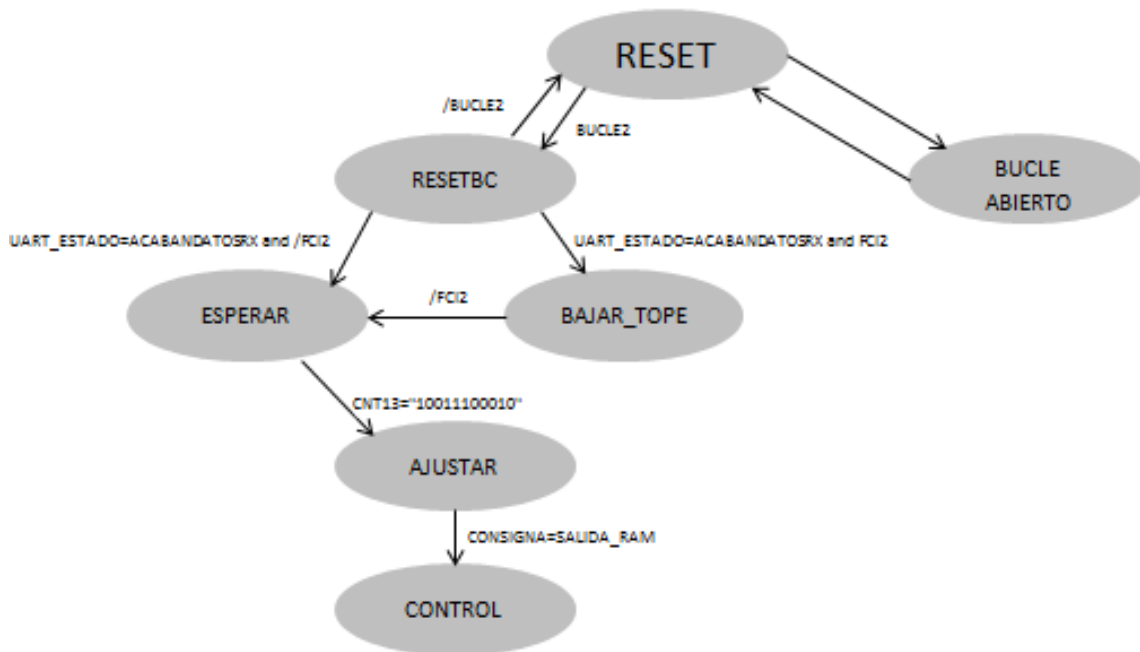 RESET
/BUCLE2
BUCLE2
BUCLE
ABIERTO
RESETBC
UART_ESTADO=ACABANDATOSRX and /FCI2
UART_ESTADO=ACABANDATOSRX and FCI2
/FCI2
ESPERAR
BAJAR_TOPE
CNT13="10011100010"
AJUSTAR
CONSIGNA=SALIDA_RAM
CONTROL